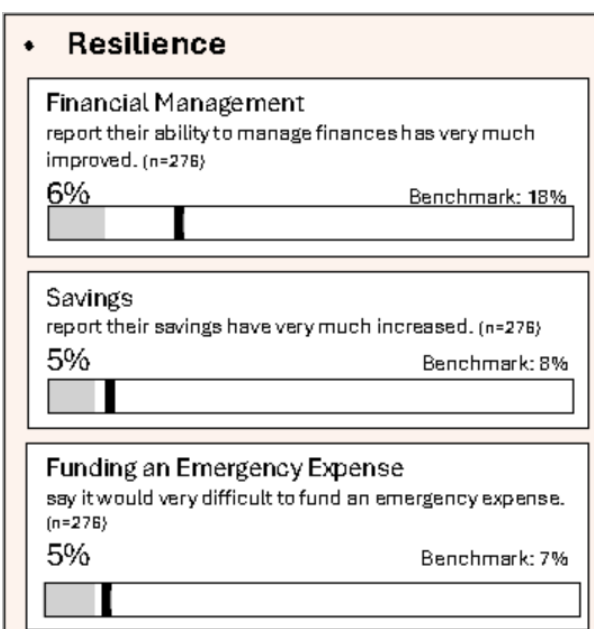 • Resilience
Financial Management
report their ability to manage finances has very much
improved. (n=276)
6% Benchmark: 18%
Savings
report their savings have very much increased. (n=276)
5% Benchmark: 8%
Funding an Emergency Expense
say it would very difficult to fund an emergency expense.
(n=276)
5% Benchmark: 7%